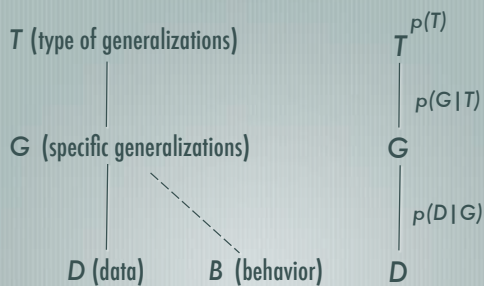 T (type of generalizations)
G (specific generalizations)
D (data)
B (behavior)
p(T)
T
p(G|T)
G
p(D|G)
D